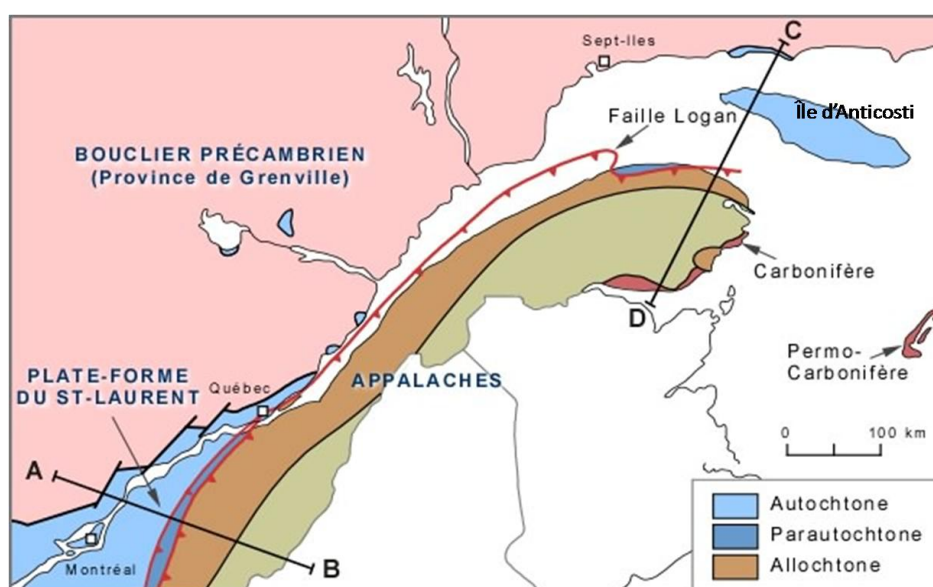 C
Sept-Iles
Île d'Anticosti
Faille Logan
BOUCLIER PRÉCAMBRIEN
(Province de Grenville)
Carbonifère
D
Permo-
Carbonifère
PLATE-FORME
DU ST-LAURENT
Québec
APPALACHES
0 100 km
A
B
Montréal
Autochtone
Parautochtone
Allochtone